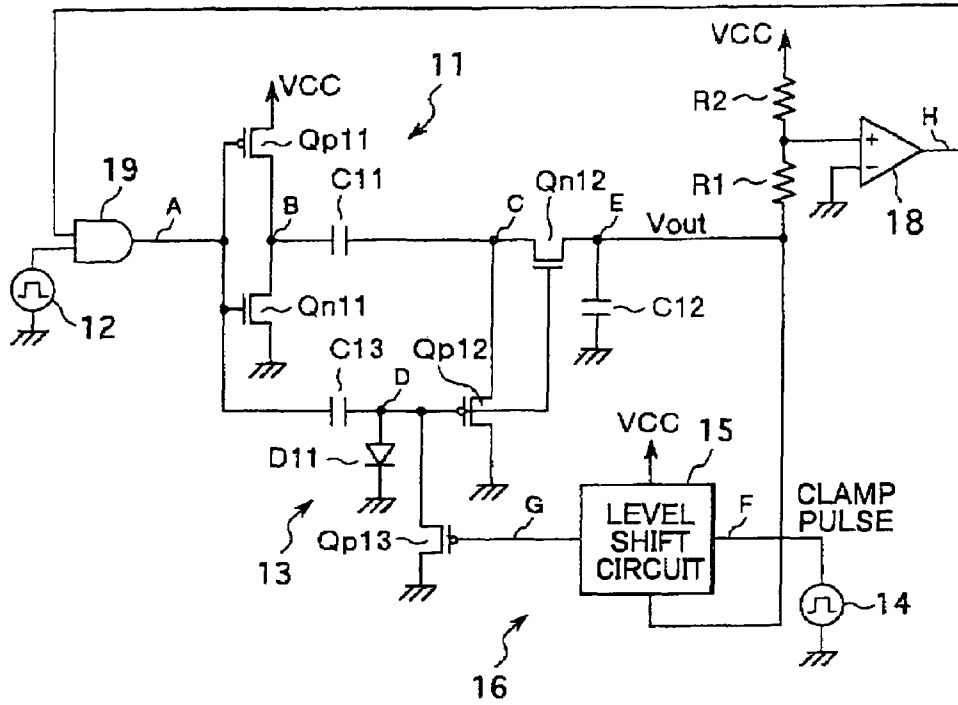 VCC
11
VCC
R2
Qp11
H
+
−
C11
Qn12
R1
18
19
A
B
C
E
Vout
12
Qn11
C12
C13
Qp12
D
VCC
15
D11
CLAMP
PULSE
G
LEVEL
SHIFT
CIRCUIT
F
Qp13
13
14
16